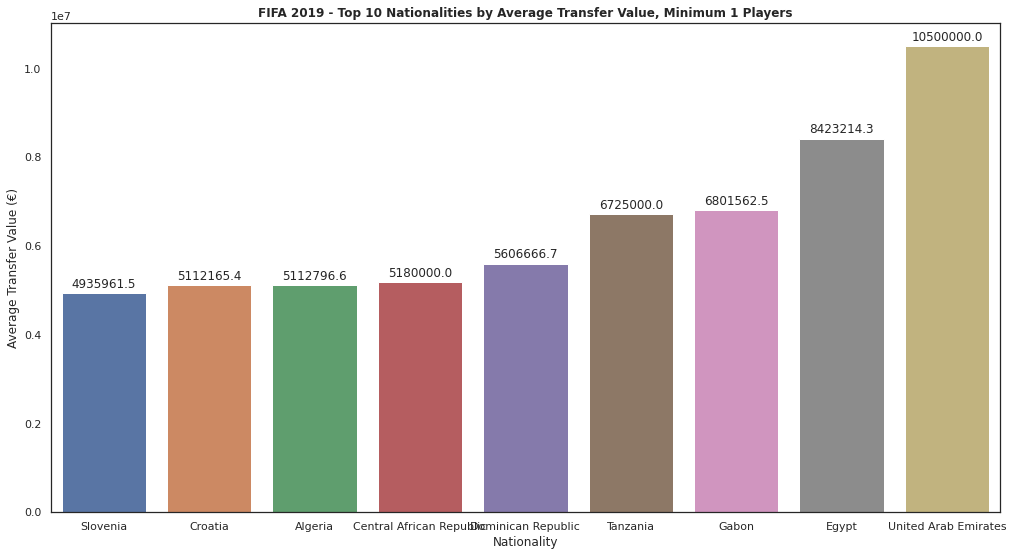 FIFA 2019 - Top 10 Nationalities by Average Transfer Value, Minimum 1 Players
1e7
Average Transfer Value (€)
1.0
0.8
0.6
0.4
0.2
0.0
4935961.5
5112165.4
5112796.6
5180000.0
5606666.7
6725000.0
6801562.5
8423214.3
10500000.0
Slovenia
Croatia
Algeria
Central African Republic
Dominican Republic
Tanzania
Gabon
Egypt
United Arab Emirates
Nationality